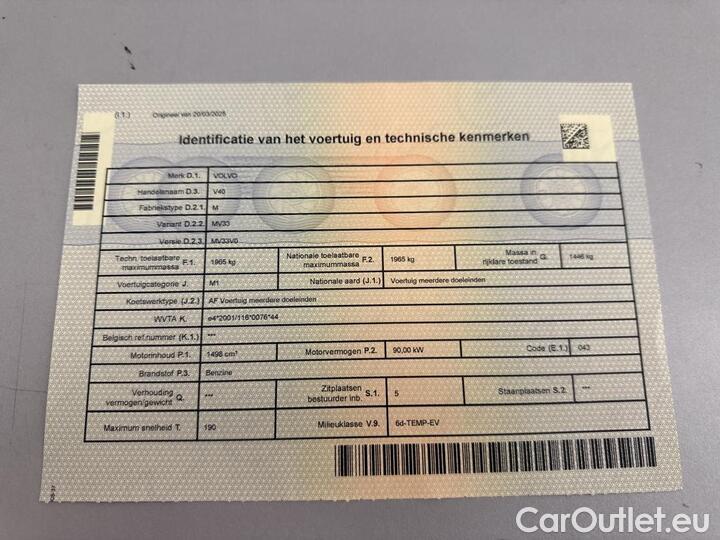 (I.1.) Origineel van 20/03/2025
Identificatie van het voertuig en technische kenmerken
Merk D.1. VOLVO
Handelsnaam D.3. V40
Fabriekstype D.2.1. M
Variant D.2.2. MV33
Versie D.2.3. MV33V0
Techn. toelaatbare maximummassa F.1. 1965 kg Nationale toelaatbare maximummassa F.2. 1965 kg Massa in rijklare toestand G. 1446 kg
Voertuigcategorie J. M1 Nationale aard (J.1.) Voertuig meerdere doeleinden
Koetswerktype (J.2.) AF Voertuig meerdere doeleinden
WVTA K. e4*2001/116*0076*44
Belgisch ref.nummer (K.1.) ***
Motorinhoud P.1. 1498 cm³ Motorvermogen P.2. 90,00 kW Code (E.1.) 043
Brandstof P.3. Benzine
Verhouding vermogen/gewicht Q. *** Zitplaatsen bestuurder inb. S.1. 5 Staanplaatsen S.2. ***
Maximum snelheid T. 190 Milieuklasse V.9. 6d-TEMP-EV
CarOutlet.eu